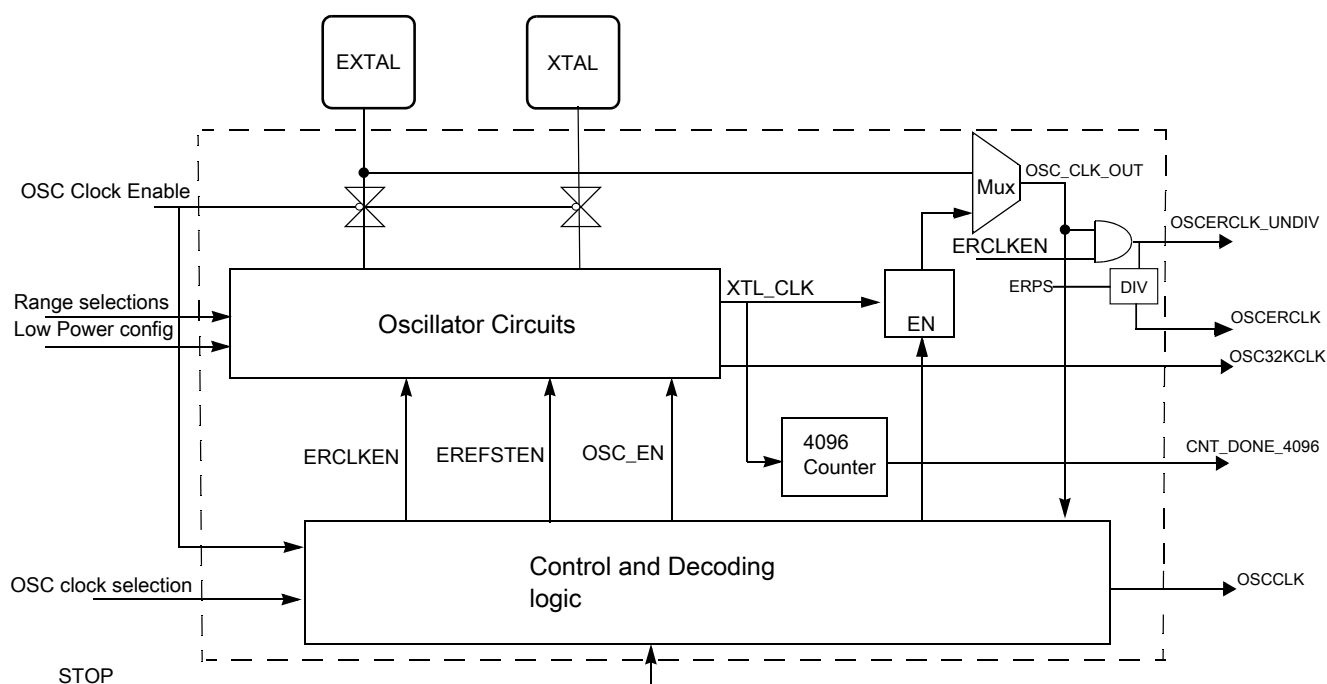 EXTAL
XTAL
OSC Clock Enable
Mux
OSC_CLK_OUT
ERCLKEN
OSCERCLK_UNDIV
Range selections
Low Power config
Oscillator Circuits
XTL_CLK
EN
ERPS
DIV
OSCERCLK
OSC32KCLK
ERCLKEN
EREFSTEN
OSC_EN
4096
Counter
CNT_DONE_4096
OSC clock selection
Control and Decoding
logic
OSCCLK
STOP